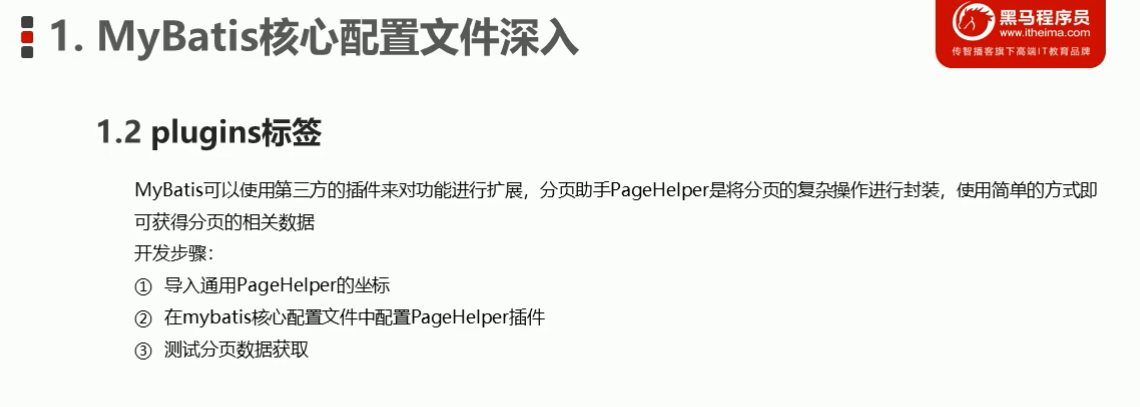 1. MyBatis核心配置文件深入
黑马程序员
www.itheima.com
传智播客旗下高端IT教育品牌
1.2 plugins标签
MyBatis可以使用第三方的插件来对功能进行扩展，分页助手PageHelper是将分页的复杂操作进行封装，使用简单的方式即
可获得分页的相关数据
开发步骤：
① 导入通用PageHelper的坐标
② 在mybatis核心配置文件中配置PageHelper插件
③ 测试分页数据获取